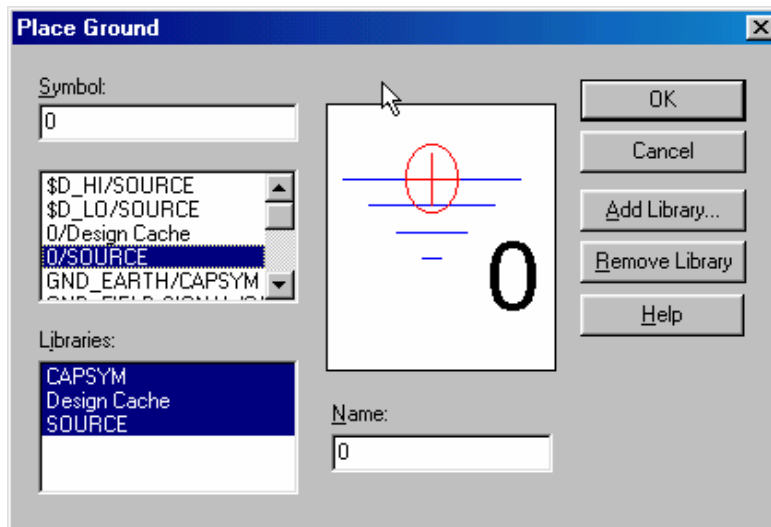 Place Ground
Symbol:
0
$D_HI/SOURCE
$D_LO/SOURCE
0/Design Cache
0/SOURCE
GND_EARTH/CAPSYM
Libraries:
CAPSYM
Design Cache
SOURCE
0
Name:
0
OK
Cancel
Add Library...
Remove Library
Help